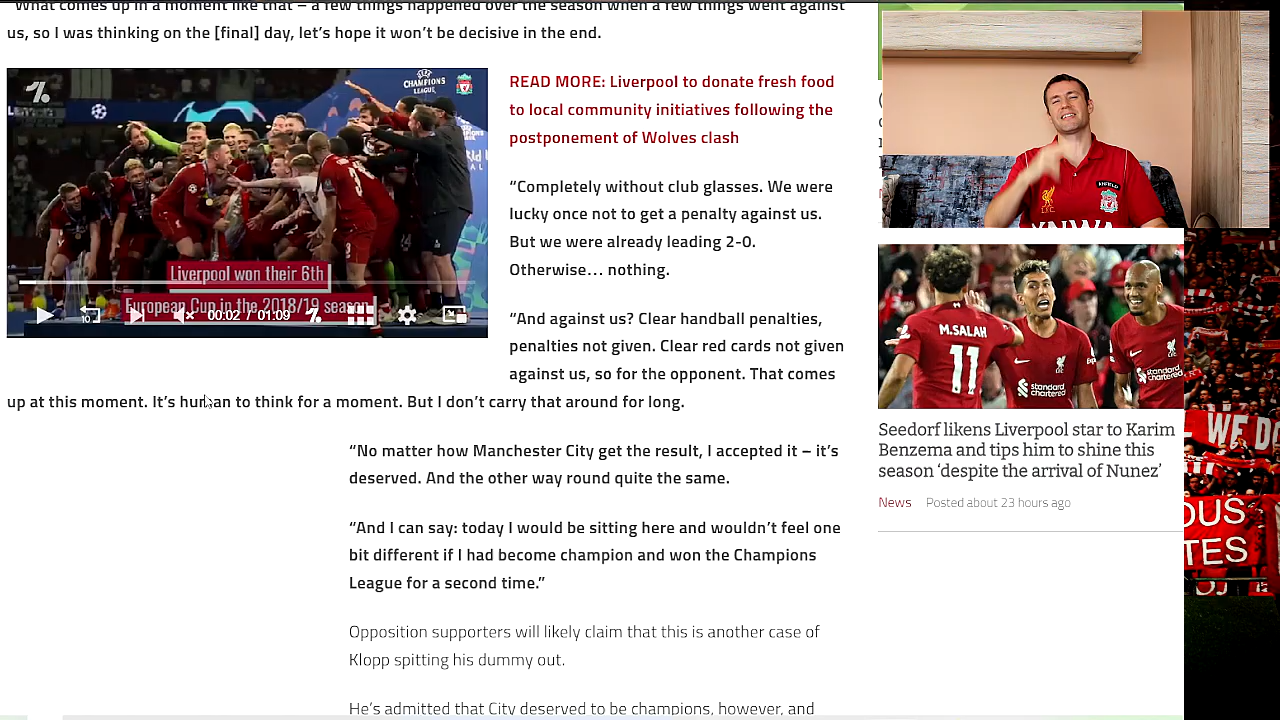 “What comes up in a moment like that – a few things happened over the season when a few things went against
us, so I was thinking on the [final] day, let’s hope it won’t be decisive in the end.
CHAMPIONS
LEAGUE
Liverpool won their 6th
European Cup in the 2018/19 season
10
00:02 / 01:09
READ MORE: Liverpool to donate fresh food
to local community initiatives following the
postponement of Wolves clash
“Completely without club glasses. We were
lucky once not to get a penalty against us.
But we were already leading 2-0.
Otherwise… nothing.
“And against us? Clear handball penalties,
penalties not given. Clear red cards not given
against us, so for the opponent. That comes
up at this moment. It’s human to think for a moment. But I don’t carry that around for long.
“No matter how Manchester City get the result, I accepted it – it’s
deserved. And the other way round quite the same.
“And I can say: today I would be sitting here and wouldn’t feel one
bit different if I had become champion and won the Champions
League for a second time.”
Opposition supporters will likely claim that this is another case of
Klopp spitting his dummy out.
He’s admitted that City deserved to be champions, however, and
ANFIELD
L.F.C.
YNWA
M.SALAH
11
standard
chartered
standard
chartered
Seedorf likens Liverpool star to Karim
Benzema and tips him to shine this
season ‘despite the arrival of Nunez’
News Posted about 23 hours ago
WE DO
OUS
TES